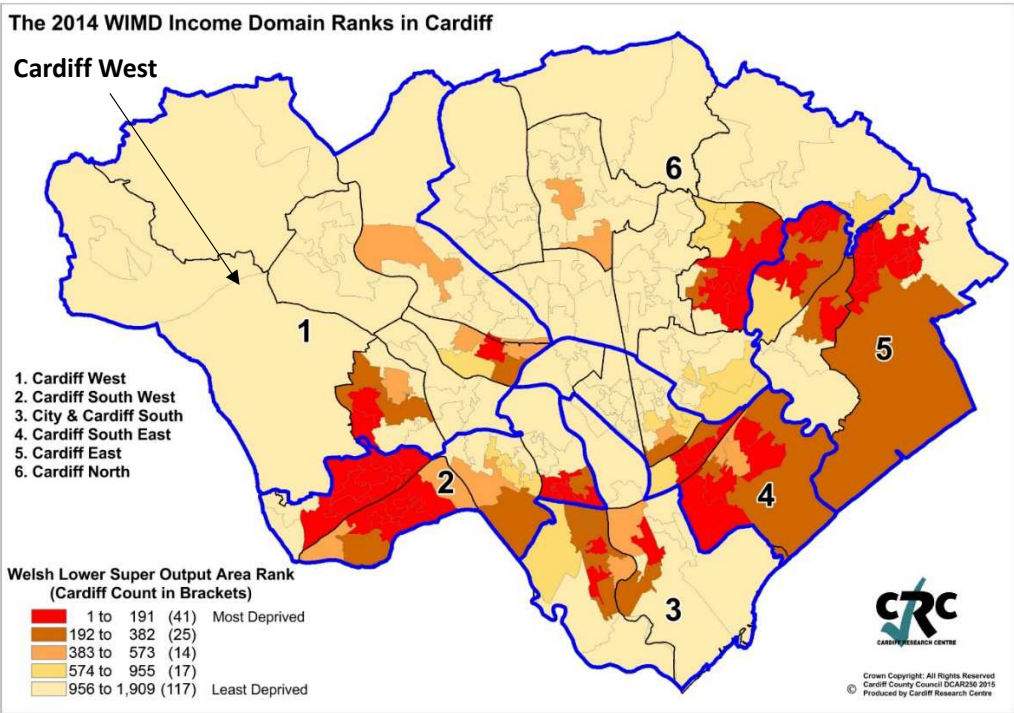 The 2014 WIMD Income Domain Ranks in Cardiff
Cardiff West
6
1
5
1. Cardiff West
2. Cardiff South West
3. City & Cardiff South
4. Cardiff South East
5. Cardiff East
6. Cardiff North
2
4
3
Welsh Lower Super Output Area Rank
(Cardiff Count in Brackets)
1 to 191 (41) Most Deprived
192 to 382 (25)
383 to 573 (14)
574 to 955 (17)
956 to 1,909 (117) Least Deprived
CRC
CARDIFF RESEARCH CENTRE
Crown Copyright: All Rights Reserved
Cardiff County Council DCAR250 2015
© Produced by Cardiff Research Centre